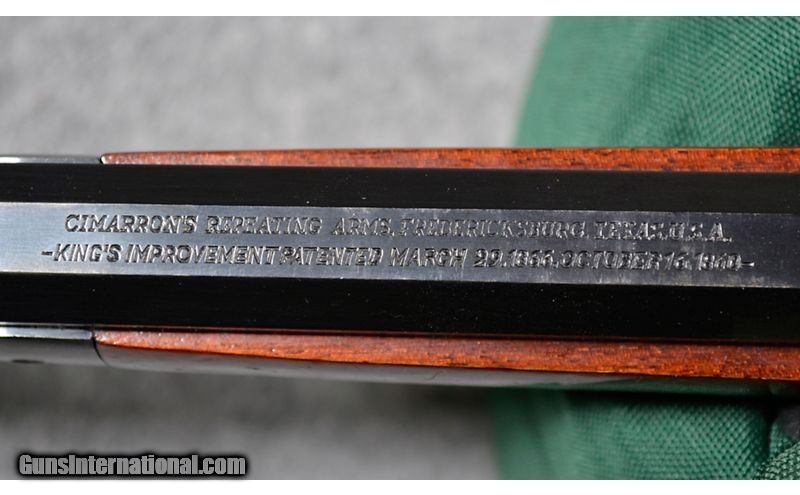 CIMARRON'S REPEATING ARMS, FREDERICKSBURG, TEXAS, U.S.A.
-KING'S IMPROVEMENT PATENTED MARCH 29, 1866, OCTOBER 16, 1860-
GunsInternational.com